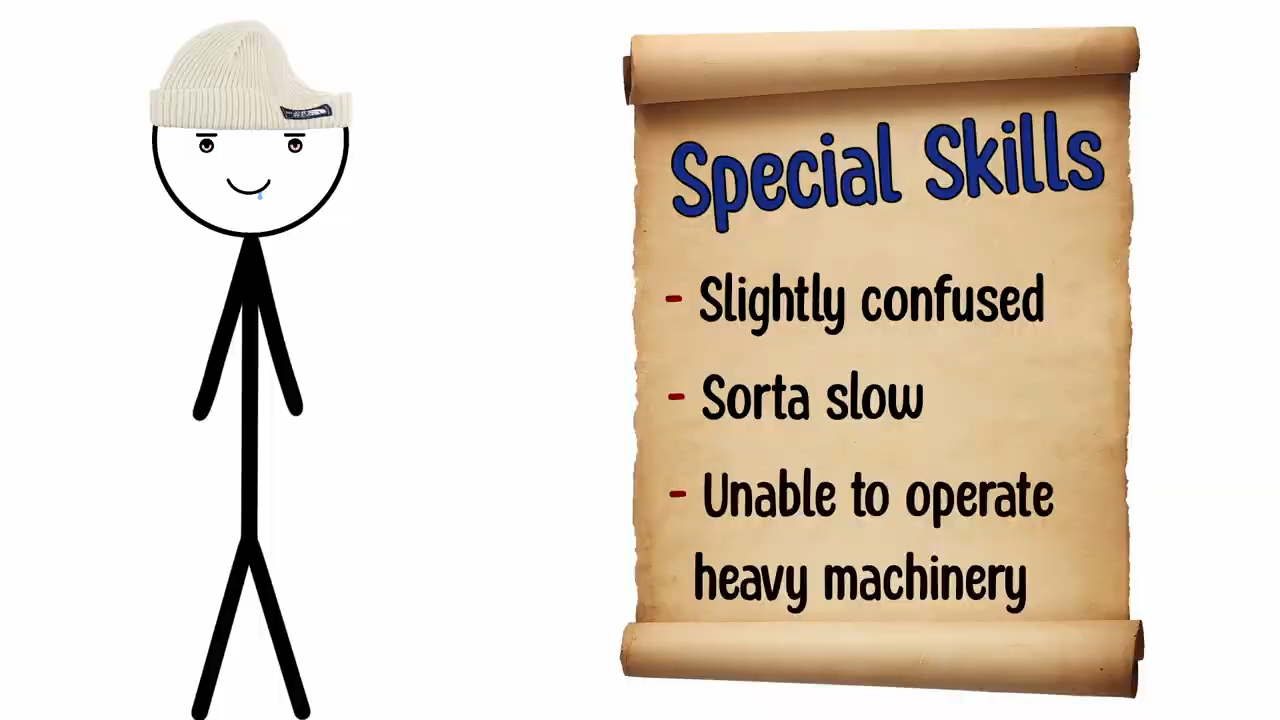 Special Skills
- Slightly confused
- Sorta slow
- Unable to operate
heavy machinery